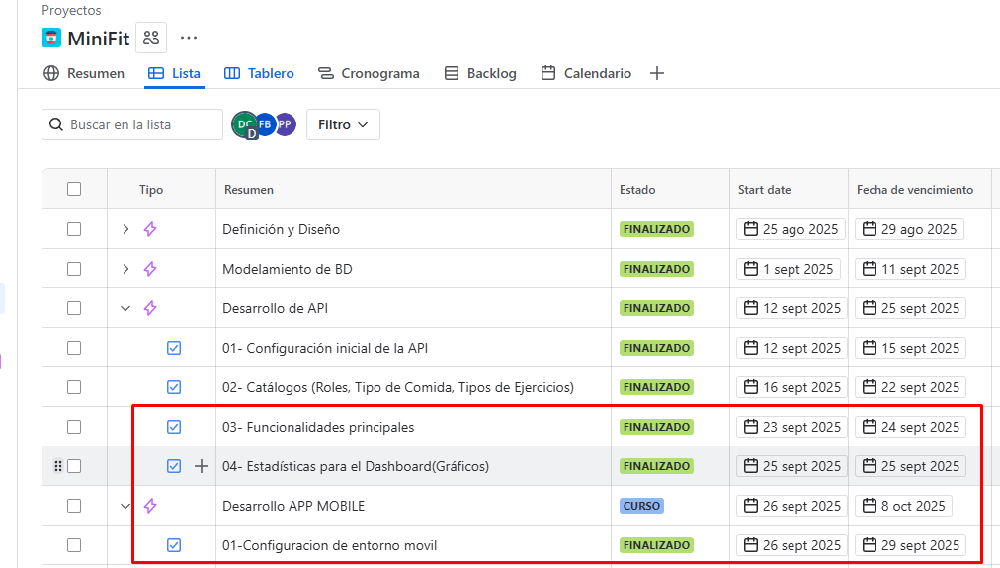 Proyectos
MiniFit
Resumen Lista Tablero Cronograma Backlog Calendario
Buscar en la lista DC D FB PP Filtro
Tipo Resumen Estado Start date Fecha de vencimiento
Definición y Diseño FINALIZADO 25 ago 2025 29 ago 2025
Modelamiento de BD FINALIZADO 1 sept 2025 11 sept 2025
Desarrollo de API FINALIZADO 12 sept 2025 25 sept 2025
01- Configuración inicial de la API FINALIZADO 12 sept 2025 15 sept 2025
02- Catálogos (Roles, Tipo de Comida, Tipos de Ejercicios) FINALIZADO 16 sept 2025 22 sept 2025
03- Funcionalidades principales FINALIZADO 23 sept 2025 24 sept 2025
04- Estadísticas para el Dashboard(Gráficos) FINALIZADO 25 sept 2025 25 sept 2025
Desarrollo APP MOBILE CURSO 26 sept 2025 8 oct 2025
01-Configuracion de entorno movil FINALIZADO 26 sept 2025 29 sept 2025